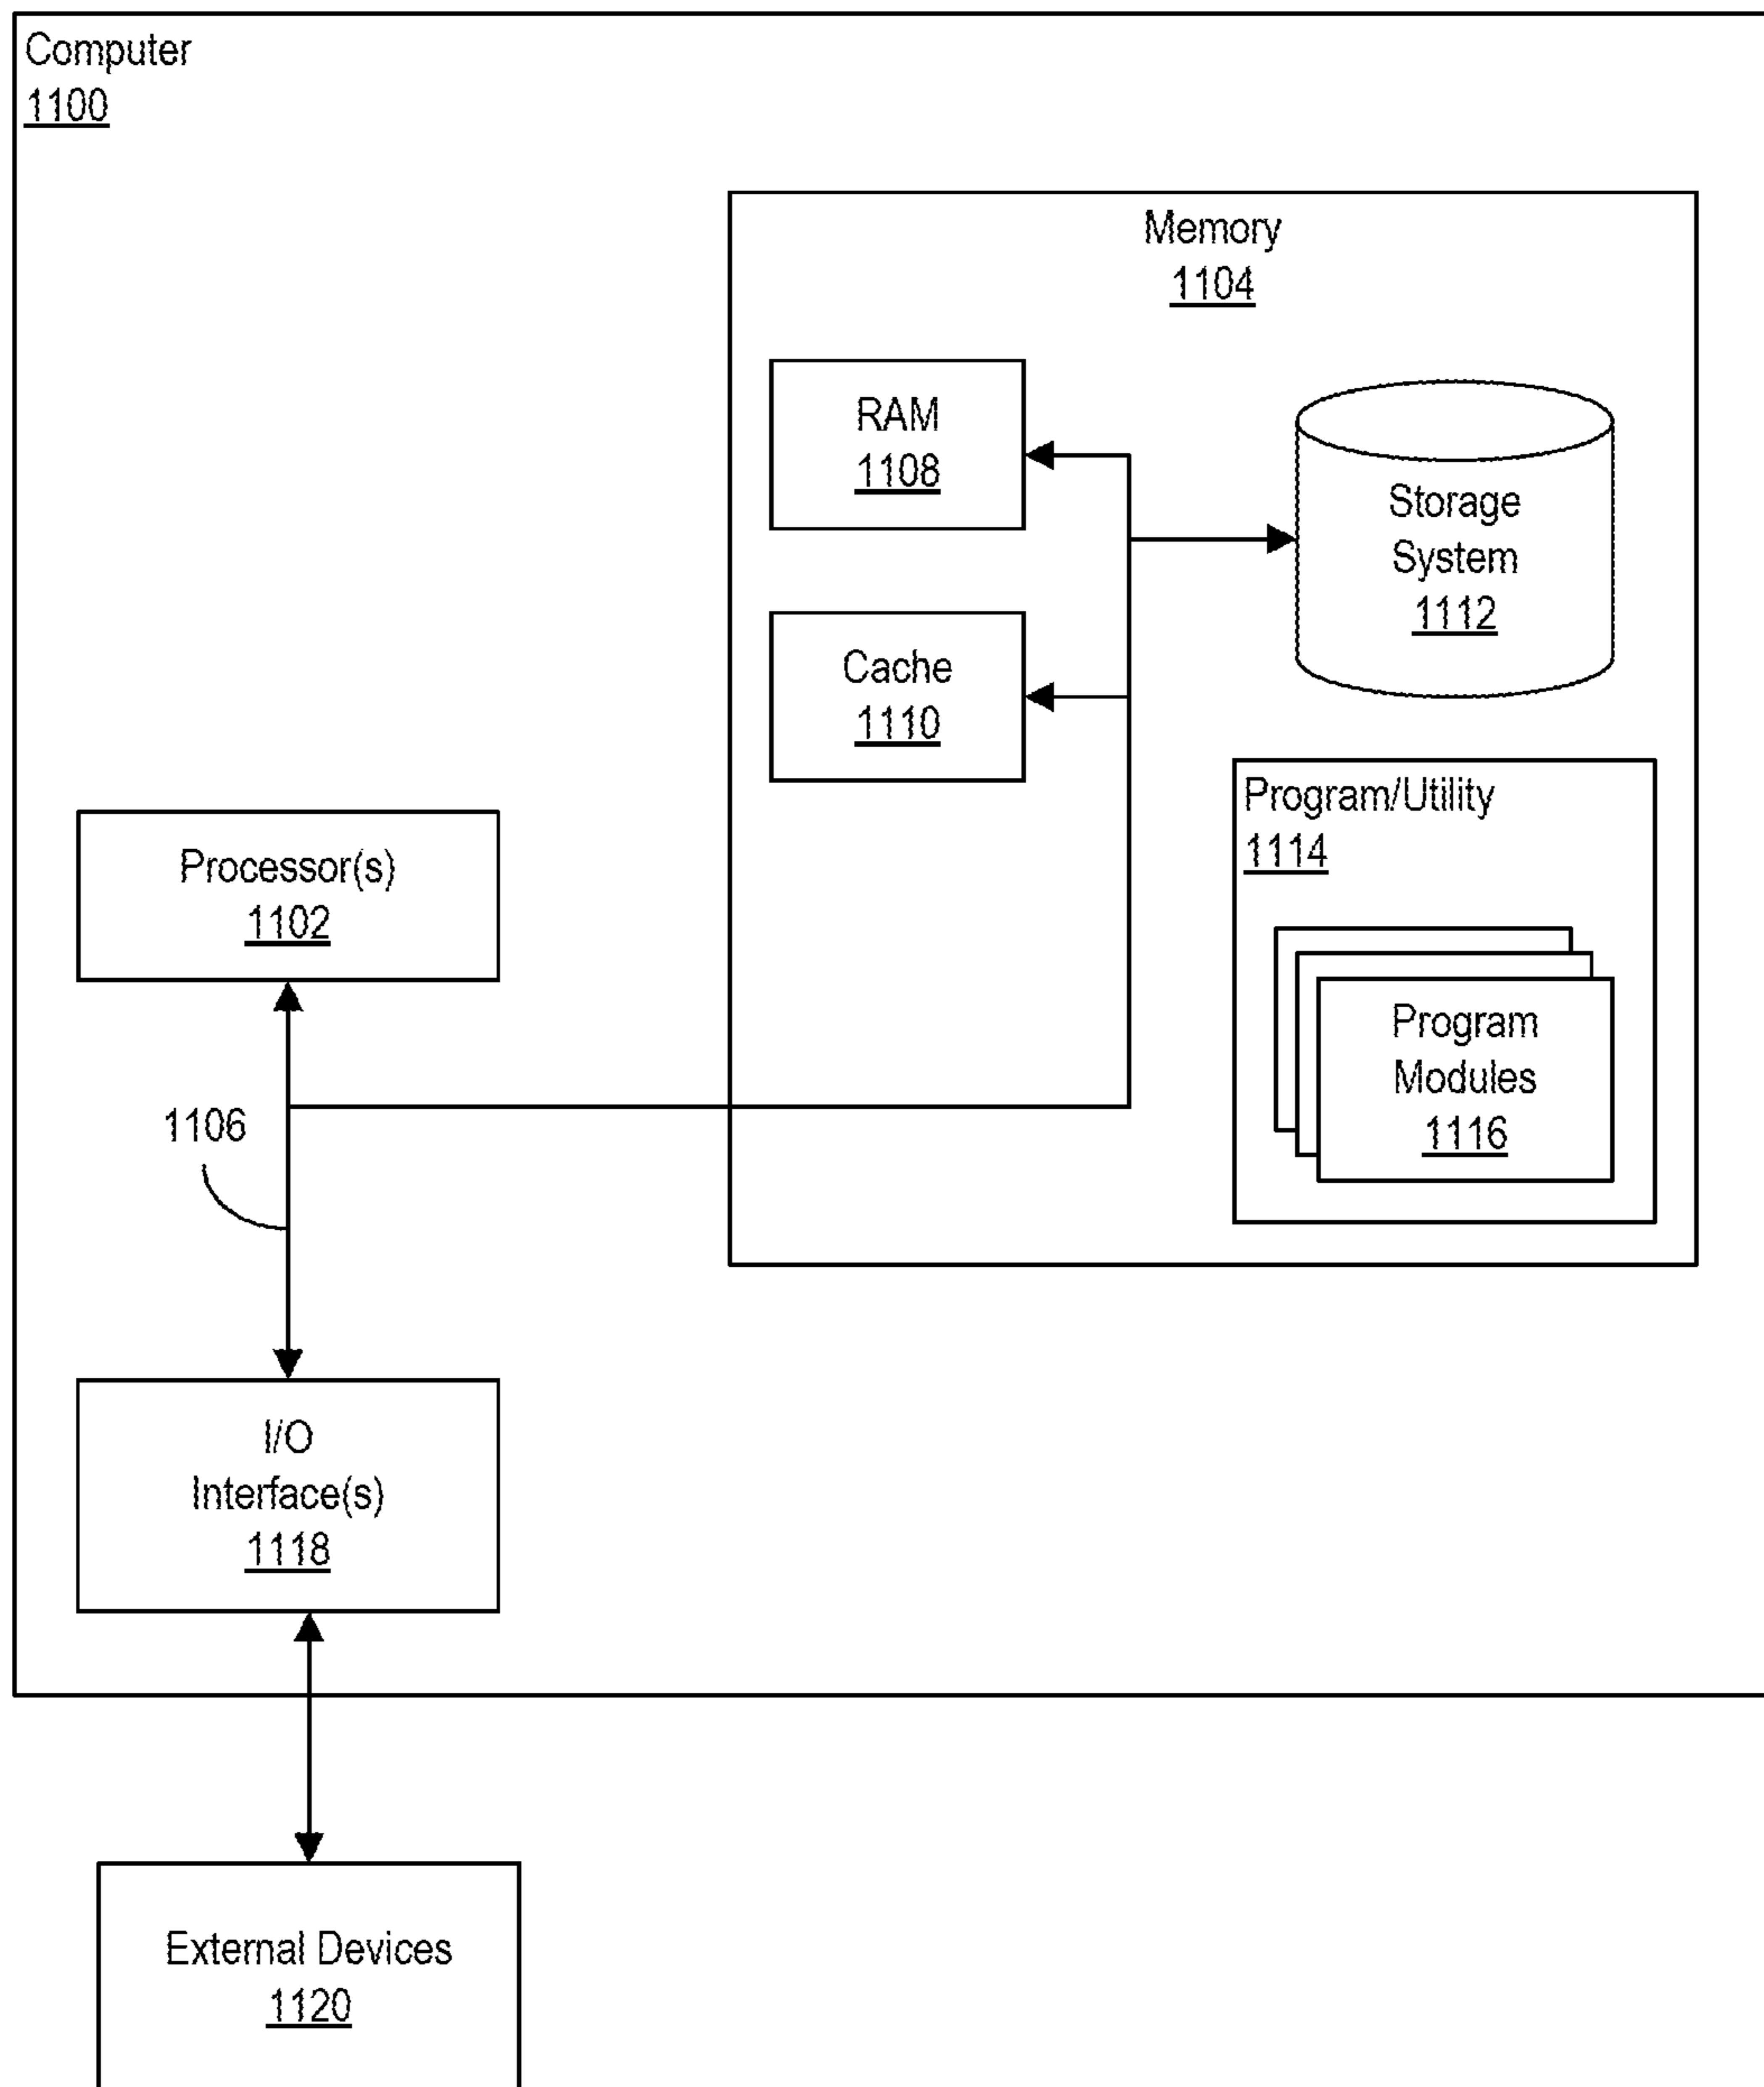 Computer
1100
Memory
1104
RAM
1108
Storage
System
1112
Cache
1110
Program/Utility
1114
Processor(s)
1102
Program
Modules
1116
1106
I/O
Interface(s)
1118
External Devices
1120